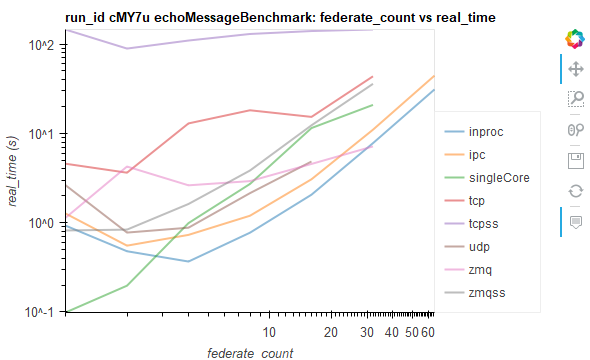 run_id cMY7u echoMessageBenchmark: federate_count vs real_time
10^2
10^1
10^0
10^-1
real_time (s)
10
20
30
40
50
60
federate_count
inproc
ipc
singleCore
tcp
tcpss
udp
zmq
zmqss